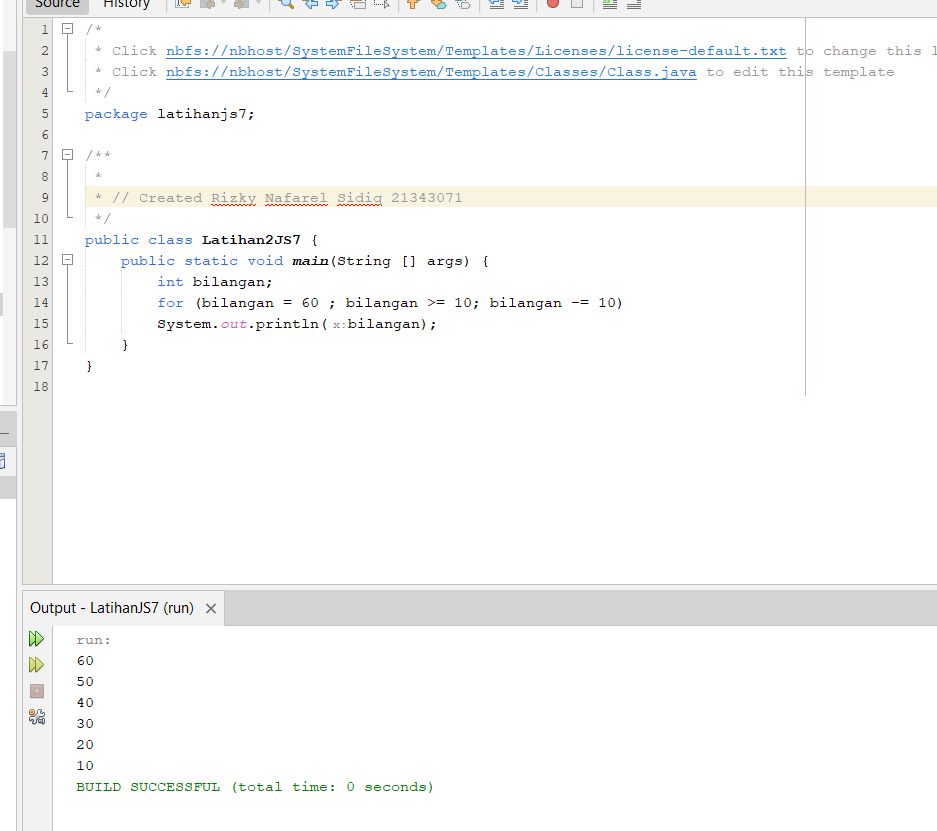 Source History
1 /*
2 * Click nbfs://nbhost/SystemFileSystem/Templates/Licenses/license-default.txt to change this l
3 * Click nbfs://nbhost/SystemFileSystem/Templates/Classes/Class.java to edit this template
4 */
5 package latihanjs7;
6
7 /**
8 *
9 * // Created Rizky Nafarel Sidiq 21343071
10 */
11 public class Latihan2JS7 {
12 public static void main(String [] args) {
13 int bilangan;
14 for (bilangan = 60 ; bilangan >= 10; bilangan -= 10)
15 System.out.println( x:bilangan);
16 }
17 }
18
Output - LatihanJS7 (run)
run:
60
50
40
30
20
10
BUILD SUCCESSFUL (total time: 0 seconds)